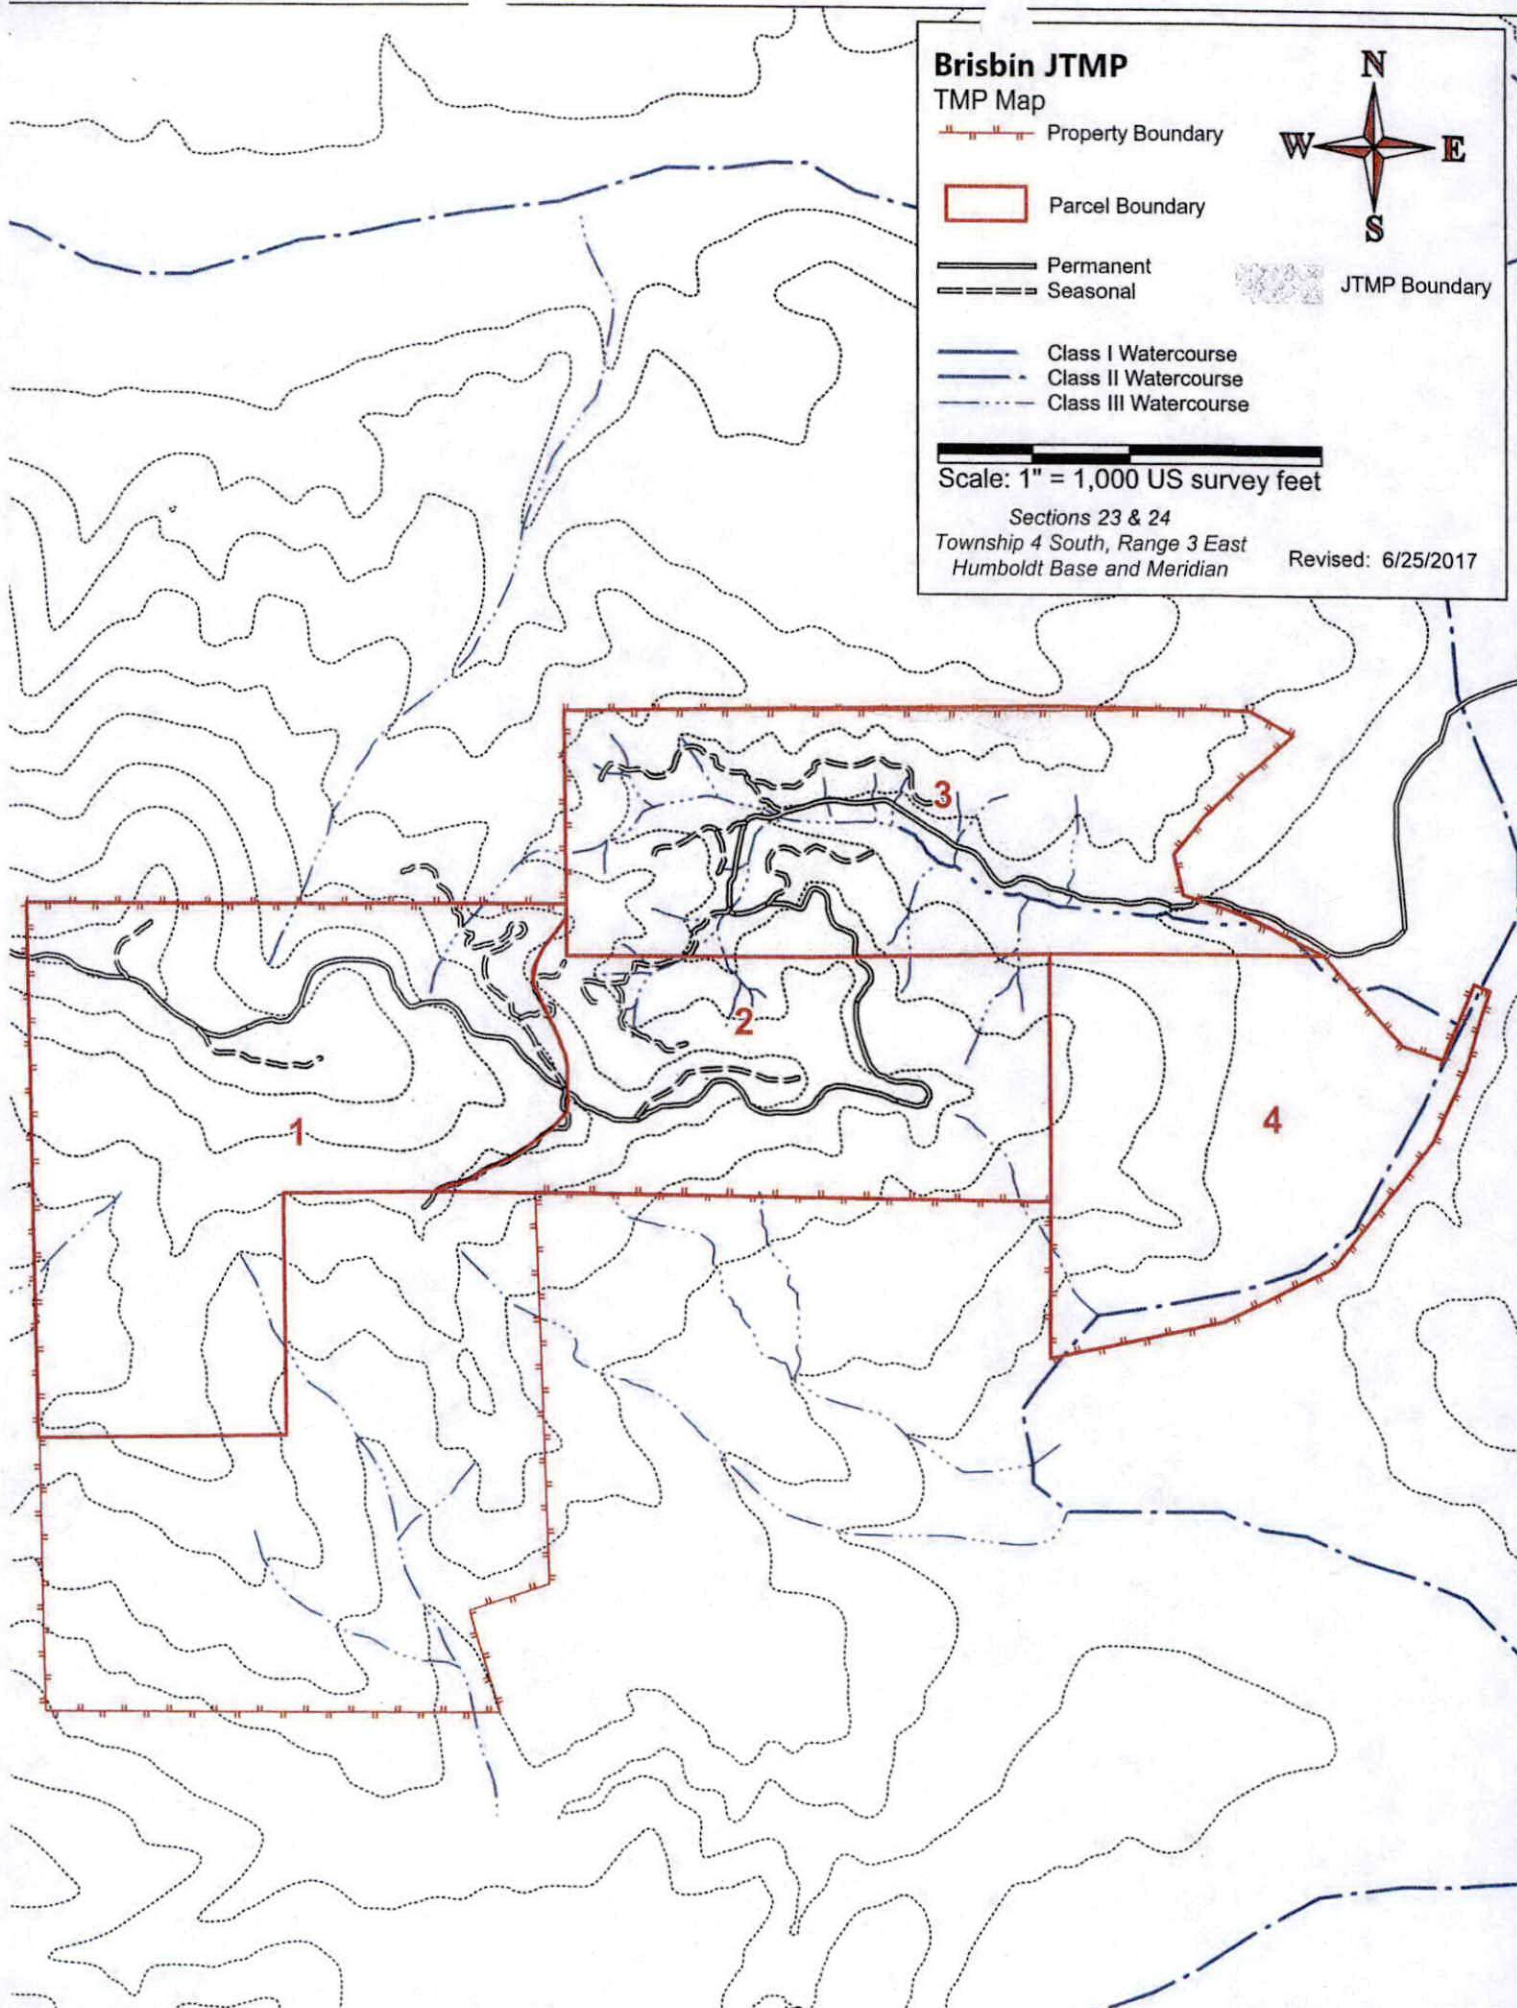 Brisbin JTMP
TMP Map
Property Boundary
Parcel Boundary
Permanent
Seasonal
JTMP Boundary
Class I Watercourse
Class II Watercourse
Class III Watercourse
Scale: 1" = 1,000 US survey feet
Sections 23 & 24
Township 4 South, Range 3 East
Humboldt Base and Meridian
Revised: 6/25/2017
N
W
E
S
3
2
1
4